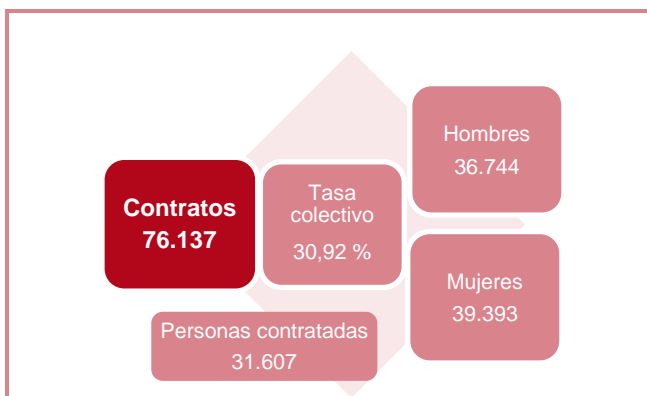 Contratos
76.137
Tasa
colectivo
30,92 %
Hombres
36.744
Mujeres
39.393
Personas contratadas
31.607